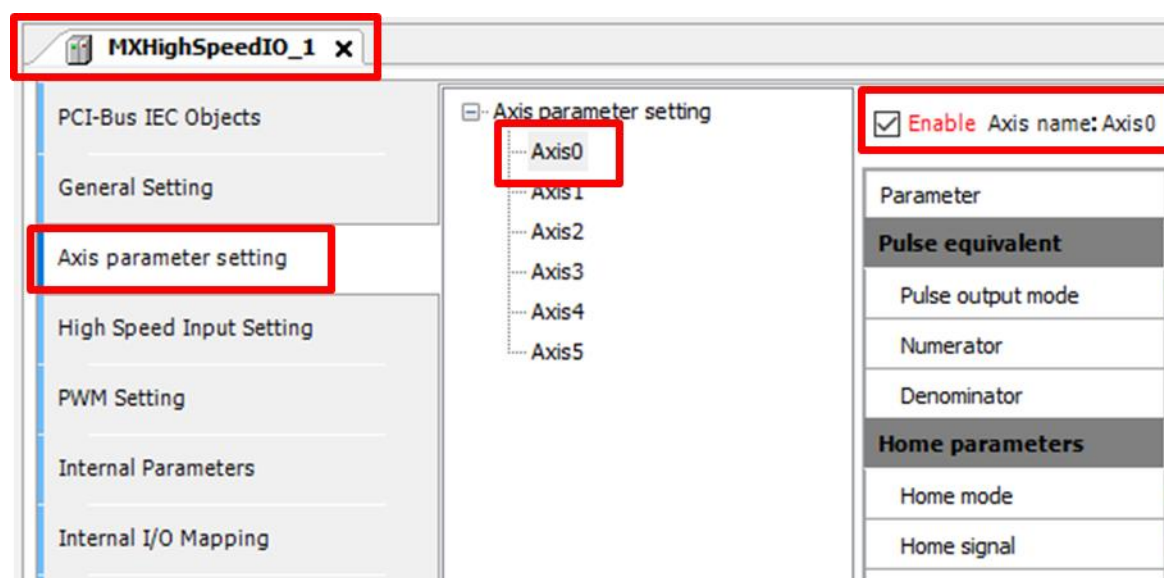 MXHighSpeedIO_1 x
PCI-Bus IEC Objects
General Setting
Axis parameter setting
High Speed Input Setting
PWM Setting
Internal Parameters
Internal I/O Mapping
Axis parameter setting
Axis0
Axis1
Axis2
Axis3
Axis4
Axis5
Enable Axis name: Axis0
Parameter
Pulse equivalent
Pulse output mode
Numerator
Denominator
Home parameters
Home mode
Home signal